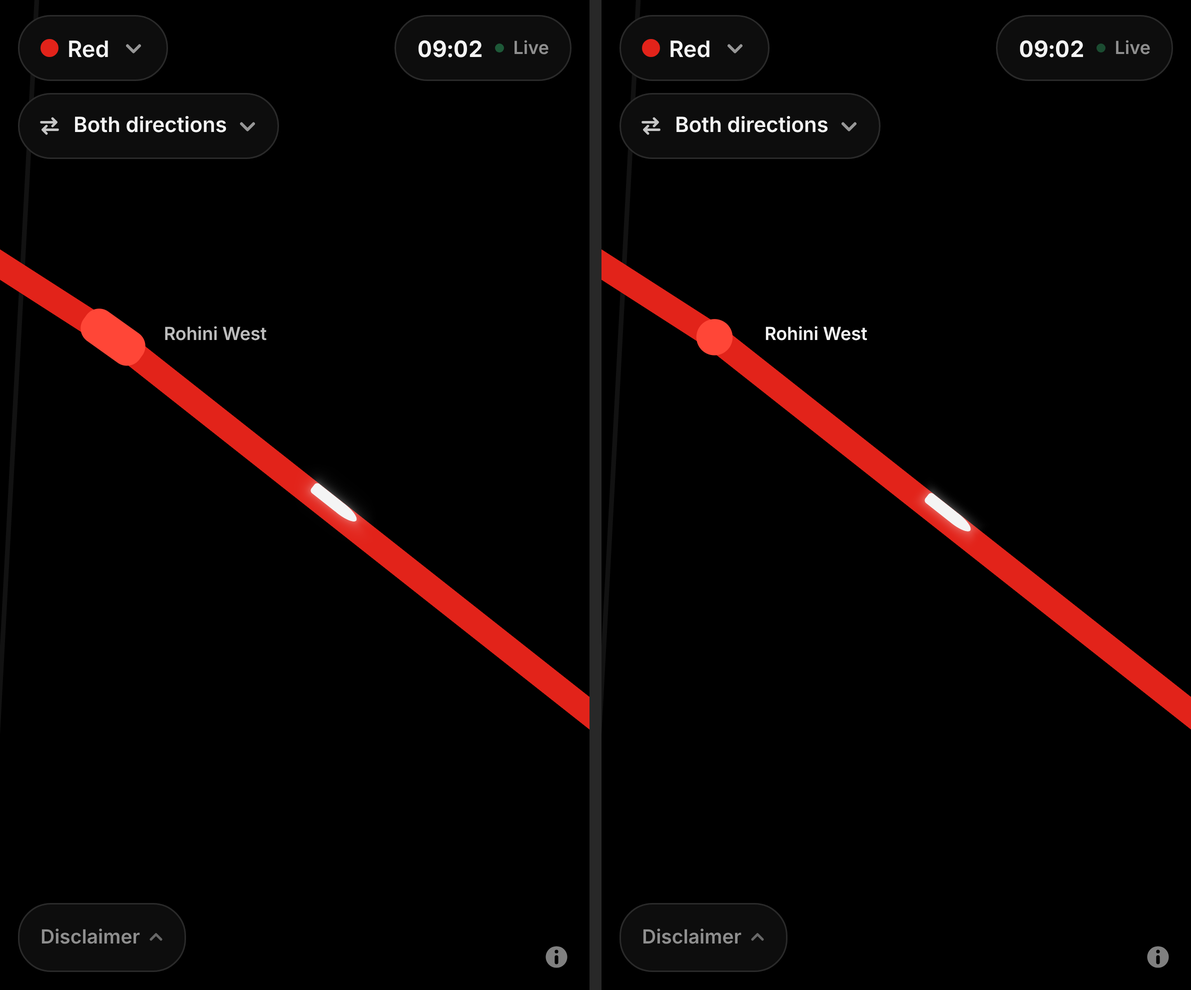 Red
09:02 Live
Both directions
Rohini West
Disclaimer
Red
09:02 Live
Both directions
Rohini West
Disclaimer